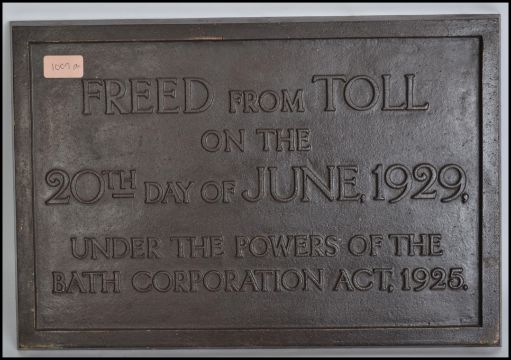 FREED FROM TOLL
ON THE
20TH DAY OF JUNE, 1929,
UNDER THE POWERS OF THE
BATH CORPORATION ACT, 1925.